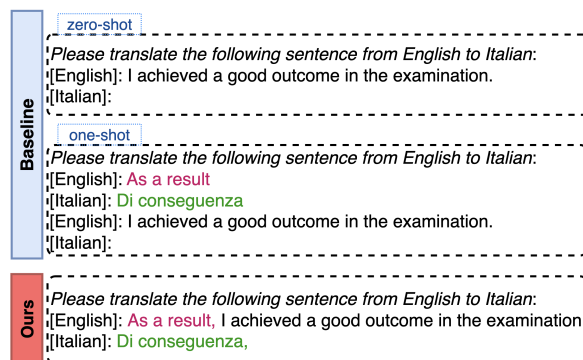 zero-shot
Please translate the following sentence from English to Italian:
[English]: I achieved a good outcome in the examination.
[Italian]:
one-shot
Please translate the following sentence from English to Italian:
[English]: As a result
[Italian]: Di conseguenza
[English]: I achieved a good outcome in the examination.
[Italian]:
Baseline
Please translate the following sentence from English to Italian:
[English]: As a result, I achieved a good outcome in the examination
[Italian]: Di conseguenza,
Ours